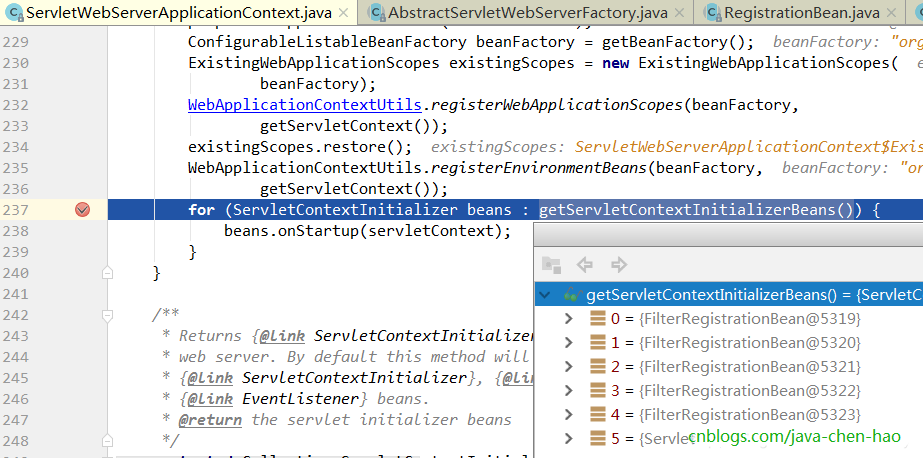 ServletWebServerApplicationContext.java × AbstractServletWebServerFactory.java × RegistrationBean.java ×
229 ConfigurableListableBeanFactory beanFactory = getBeanFactory(); beanFactory: "org
230 ExistingWebApplicationScopes existingScopes = new ExistingWebApplicationScopes( e
231 beanFactory);
232 WebApplicationContextUtils.registerWebApplicationScopes(beanFactory,
233 getServletContext());
234 existingScopes.restore(); existingScopes: ServletWebServerApplicationContext$Exis
235 WebApplicationContextUtils.registerEnvironmentBeans(beanFactory, beanFactory: "or
236 getServletContext());
237 for (ServletContextInitializer beans : getServletContextInitializerBeans()) {
238 beans.onStartup(servletContext);
239 }
240 }
241
242 /**
243 * Returns {@link ServletContextInitializer
244 * web server. By default this method will
245 * {@link ServletContextInitializer}, {@li
246 * {@link EventListener} beans.
247 * @return the servlet initializer beans
248 */
getServletContextInitializerBeans() = {ServletC
0 = {FilterRegistrationBean@5319}
1 = {FilterRegistrationBean@5320}
2 = {FilterRegistrationBean@5321}
3 = {FilterRegistrationBean@5322}
4 = {FilterRegistrationBean@5323}
5 = {Servlet
cnblogs.com/java-chen-hao